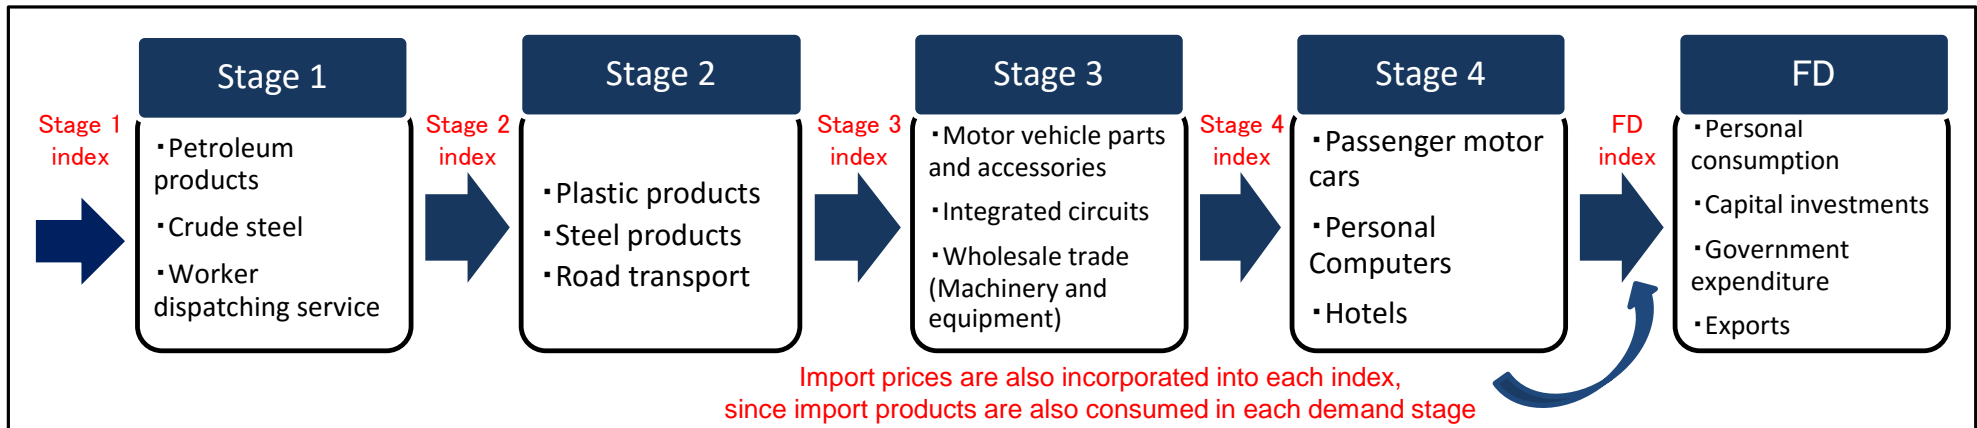 Stage 1
index
Stage 1
・Petroleum
products
・Crude steel
・Worker
dispatching service
Stage 2
index
Stage 2
・Plastic products
・Steel products
・Road transport
Stage 3
index
Stage 3
・Motor vehicle parts
and accessories
・Integrated circuits
・Wholesale trade
(Machinery and
equipment)
Stage 4
index
Stage 4
・Passenger motor
cars
・Personal
Computers
・Hotels
FD
index
FD
・Personal
consumption
・Capital investments
・Government
expenditure
・Exports
Import prices are also incorporated into each index,
since import products are also consumed in each demand stage